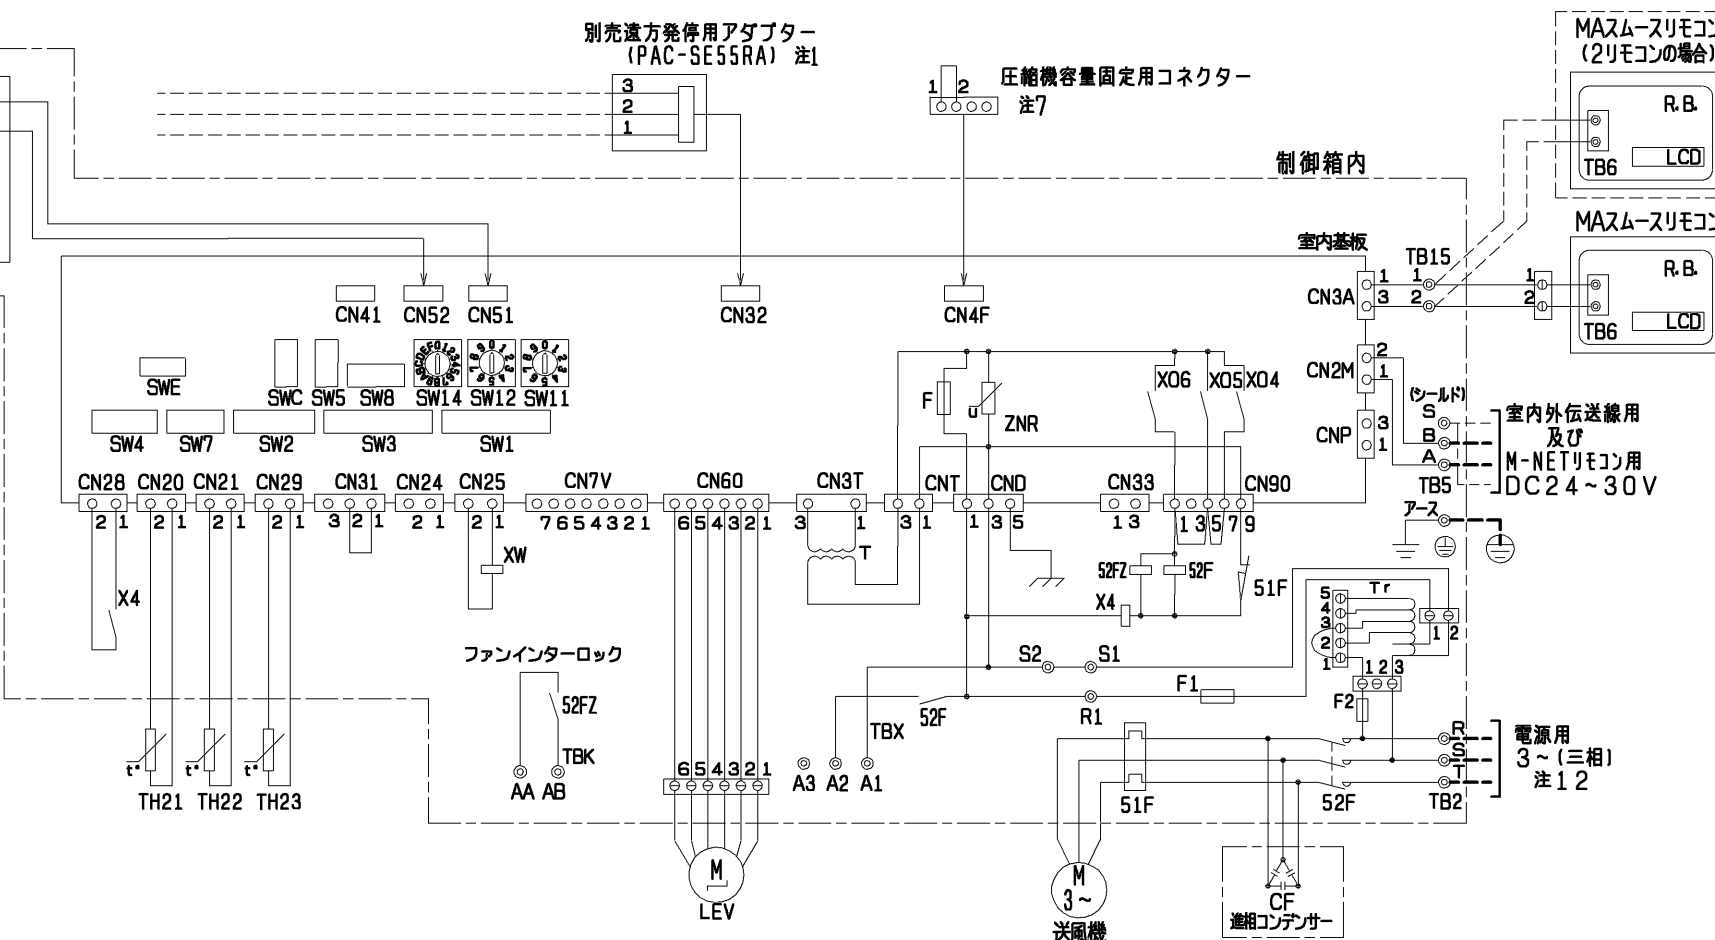 別売遠方発停用アダプター
(PAC-SE55RA) 注1
3
2
1
1 2
圧縮機容量固定用コネクター
注7
MAスムースリモコン
(2リモコンの場合)
R.B.
LCD
TB6
制御箱内
MAスムースリモコン
R.B.
LCD
TB6
室内基板
TB15
CN3A
1 1 1
3 2 2
CN41 CN52 CN51 CN32 CN4F
CN2M
2
1
CNP
3
1
SWE SWC SW5 SW8 SW14 SW12 SW11
SW4 SW7 SW2 SW3 SW1
F
u
ZNR
X06 X05 X04
(シールド)
S
B
A
TB5
室内外伝送線用
及び
M-NETリモコン用
DC24~30V
アース
CN28 CN20 CN21 CN29 CN31 CN24 CN25 CN7V CN60 CN3T CNT CND CN33 CN90
2 1 2 1 2 1 2 1 3 2 1 2 1 2 1 7 6 5 4 3 2 1 6 5 4 3 2 1 3 1 3 1 1 3 5 1 3 1 3 5 7 9
XW
T
52FZ 52F 51F
X4
X4
Tr
5
4
3
2
1
1 2
1 2 3
F2
ファンインターロック
52FZ
TBK
AA AB
S2 S1
F1
R1
52F
TBX
A3 A2 A1
t°
t°
t°
TH21 TH22 TH23
6 5 4 3 2 1
M
LEV
51F
52F
R
S
T
TB2
電源用
3~(三相)
注12
M
3~
送風機
CF
進相コンデンサー